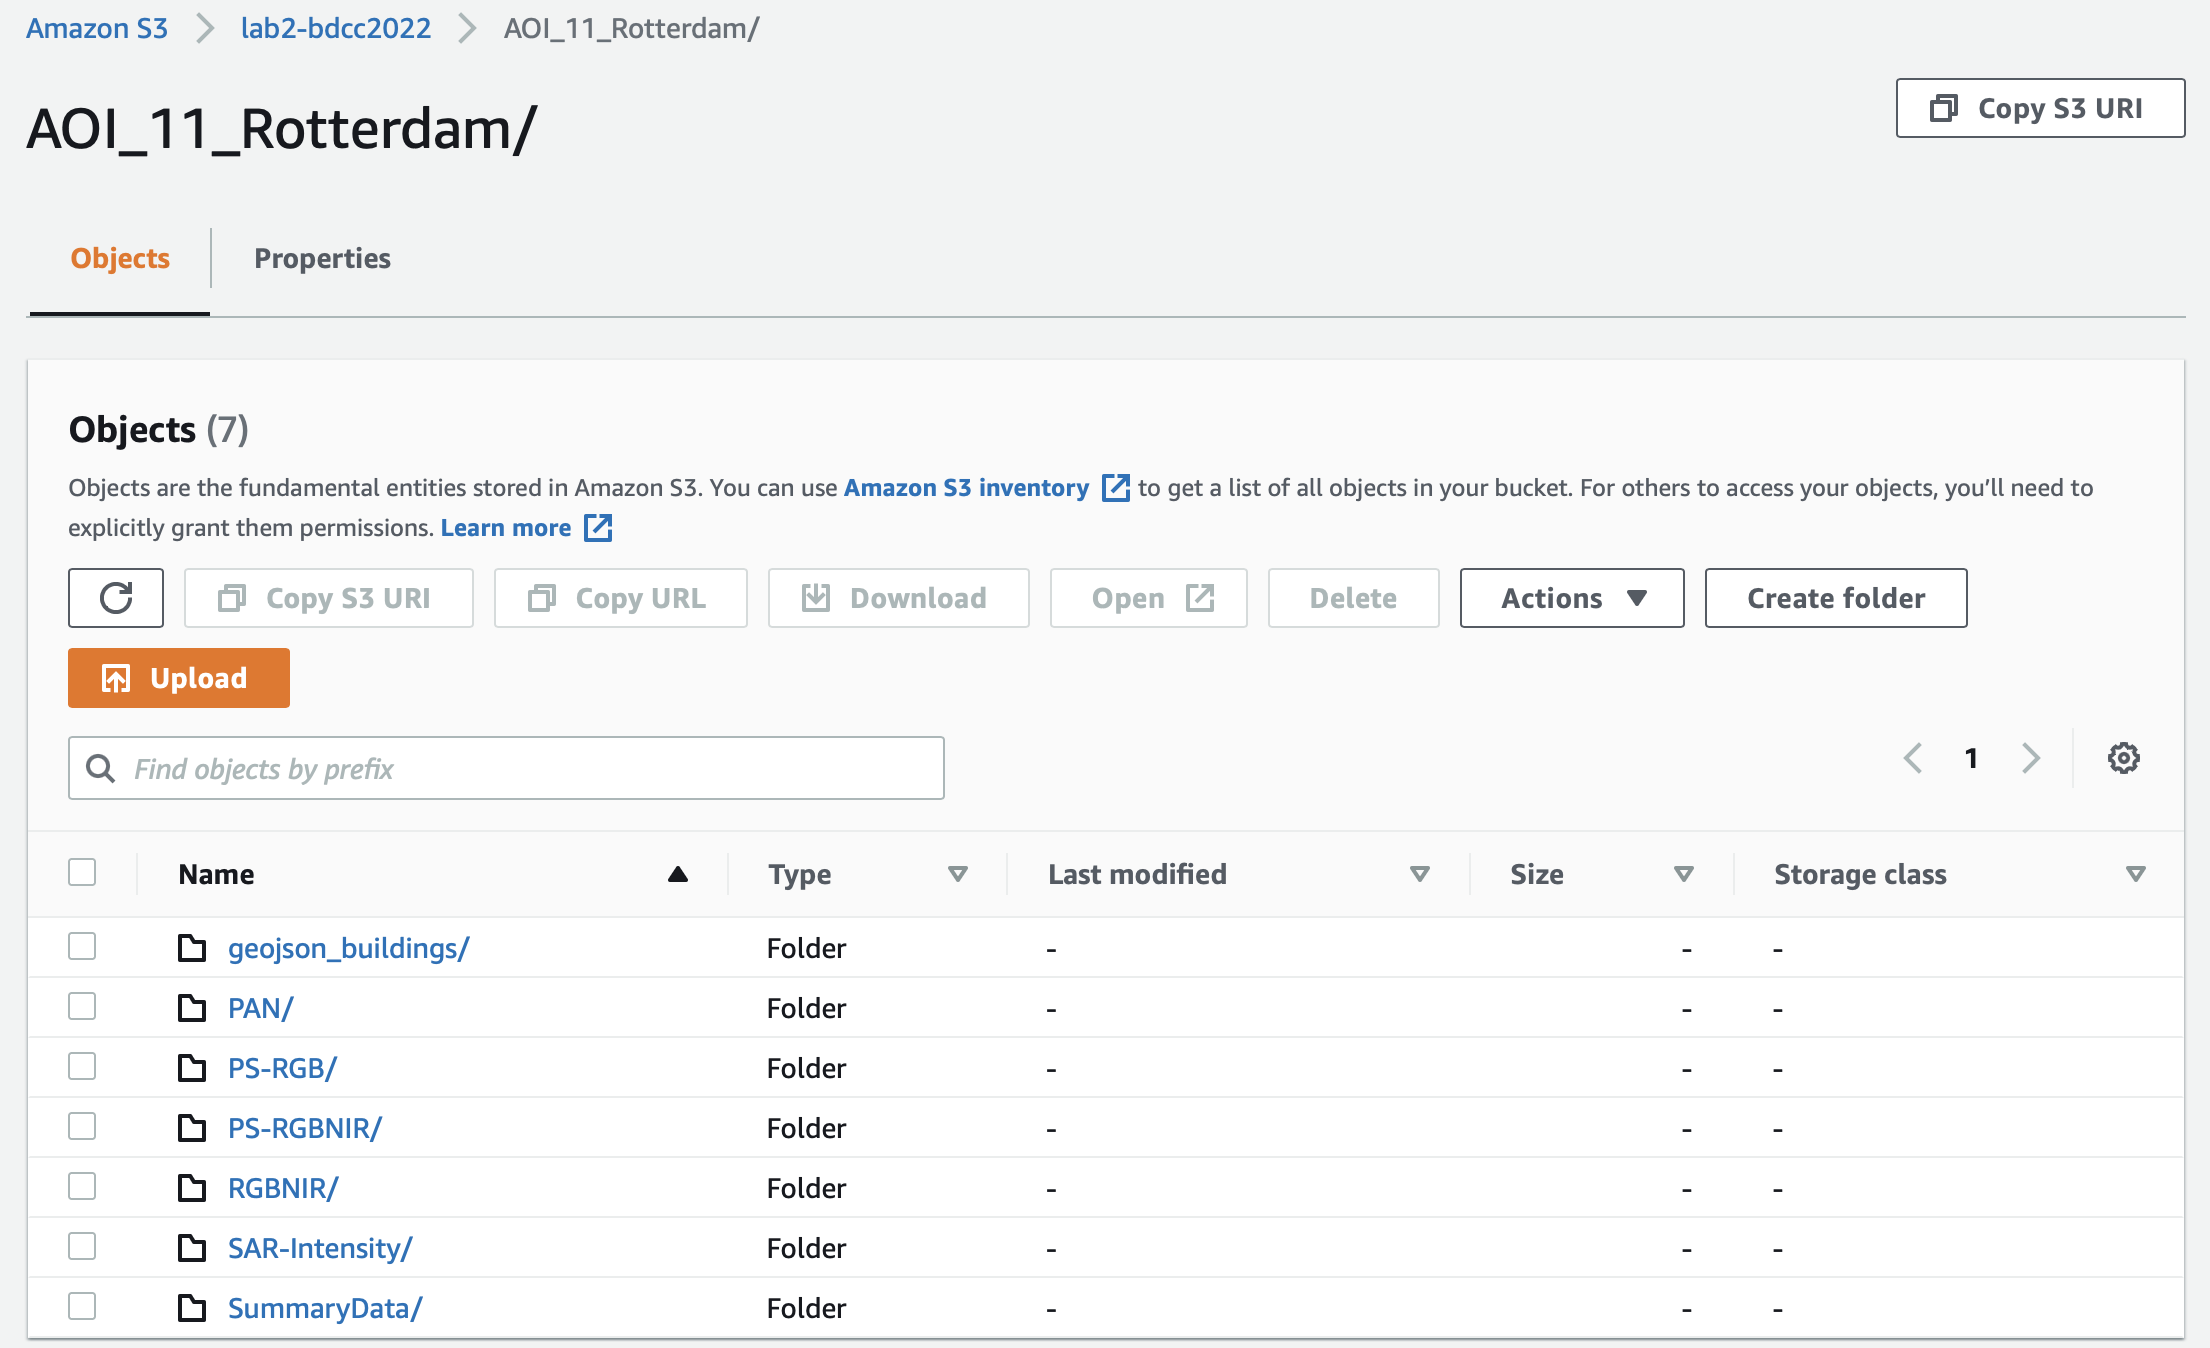 Amazon S3 > lab2-bdcc2022 > AOI_11_Rotterdam/
AOI_11_Rotterdam/
Copy S3 URI
Objects Properties
Objects (7)
Objects are the fundamental entities stored in Amazon S3. You can use Amazon S3 inventory to get a list of all objects in your bucket. For others to access your objects, you’ll need to
explicitly grant them permissions. Learn more
Copy S3 URI Copy URL Download Open Delete Actions Create folder
Upload
Find objects by prefix
1
Name Type Last modified Size Storage class
geojson_buildings/ Folder - - -
PAN/ Folder - - -
PS-RGB/ Folder - - -
PS-RGBNIR/ Folder - - -
RGBNIR/ Folder - - -
SAR-Intensity/ Folder - - -
SummaryData/ Folder - - -